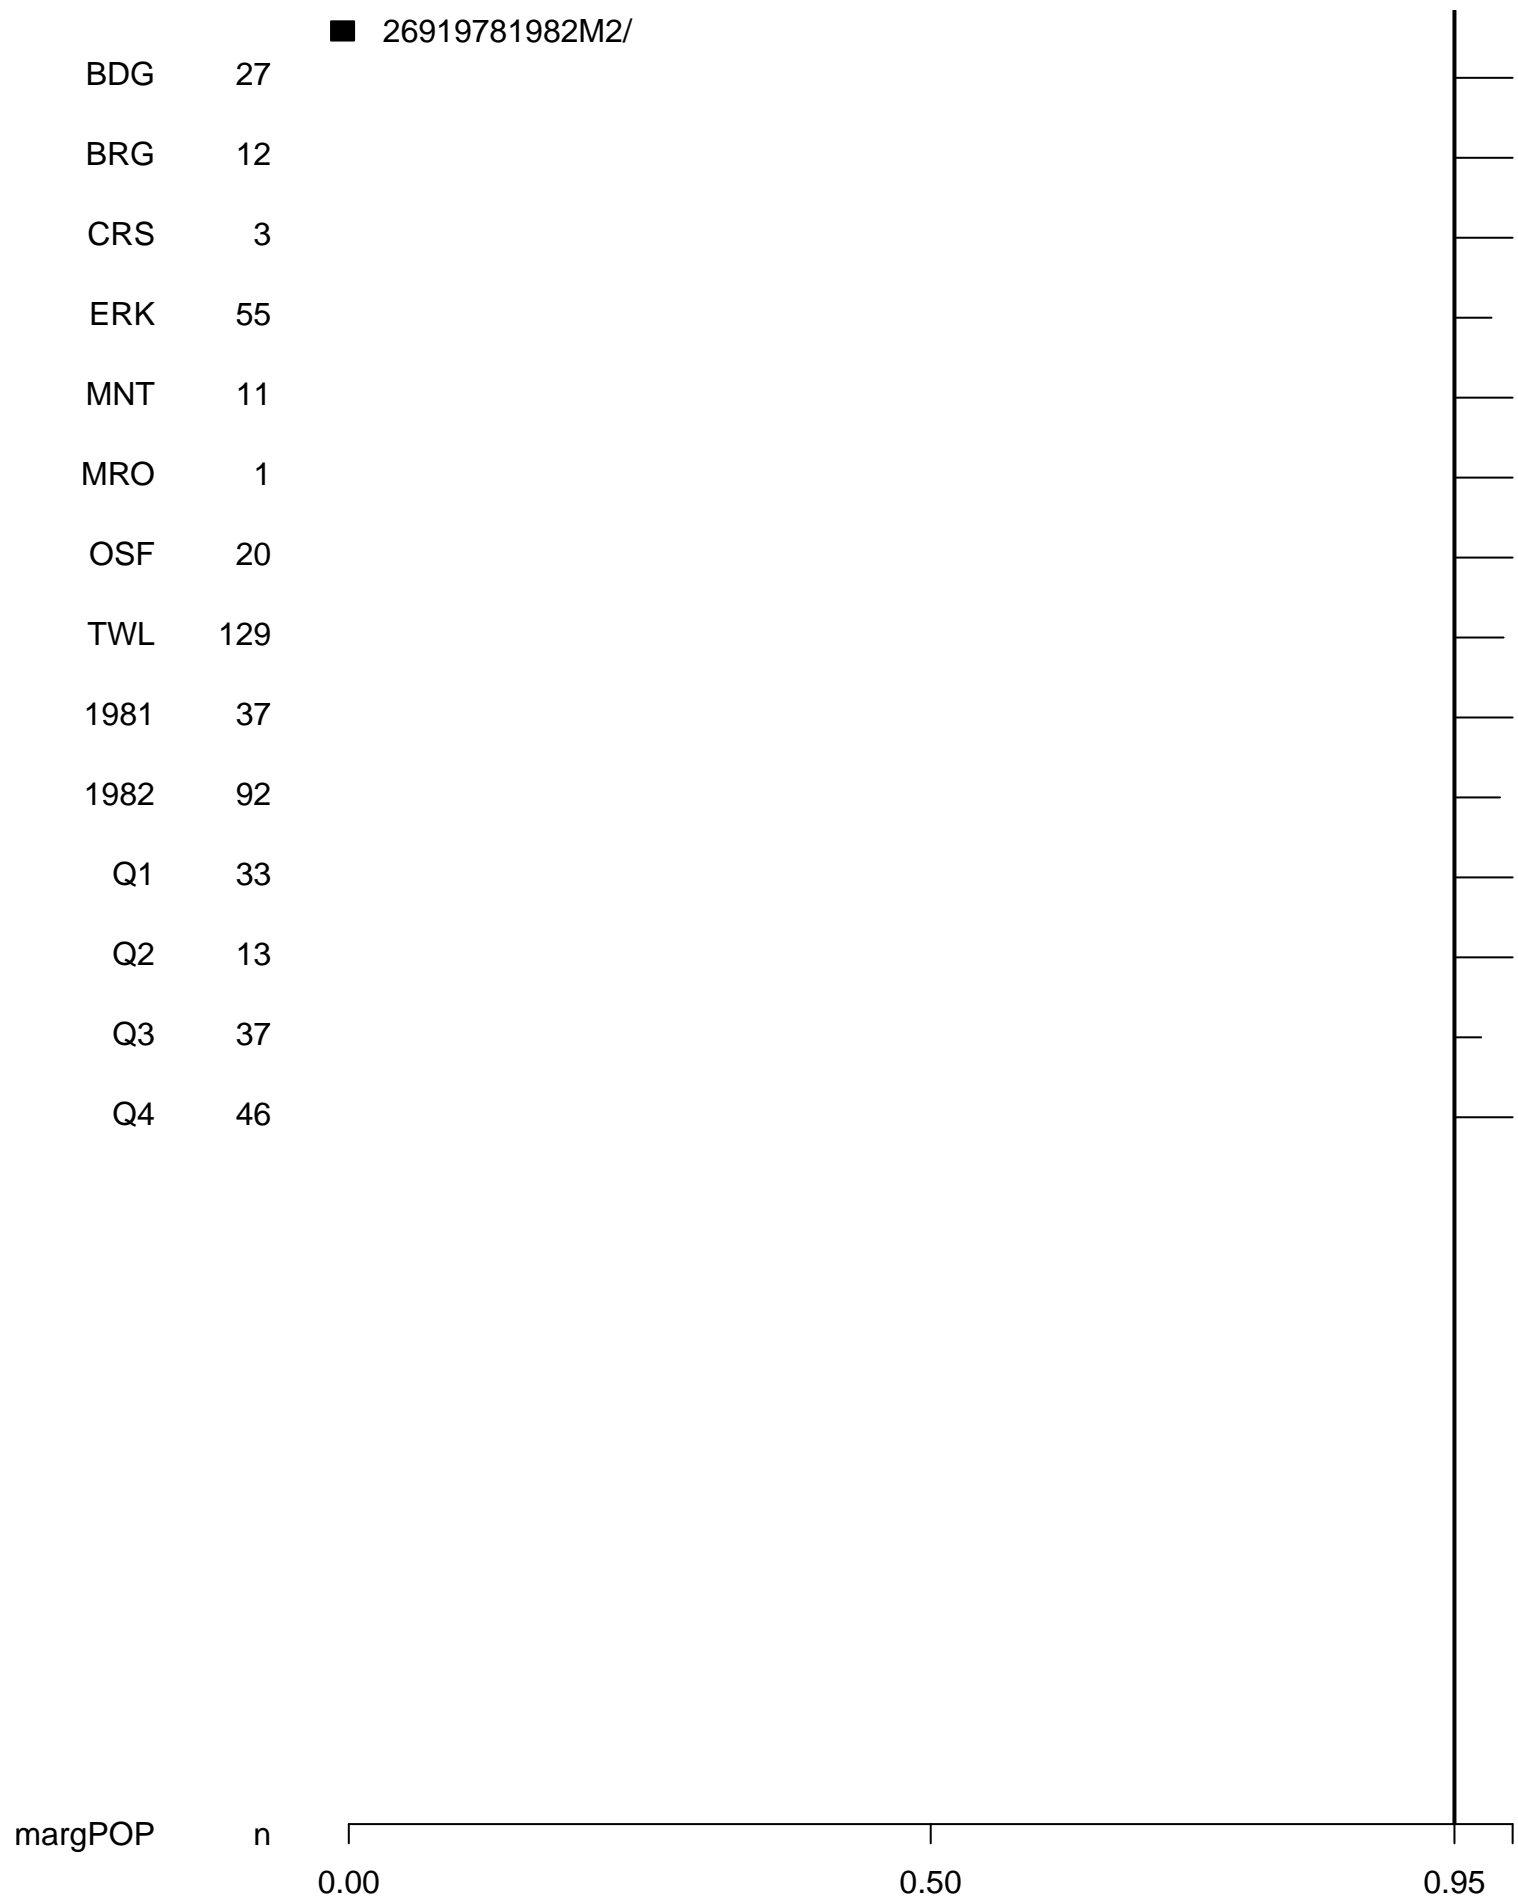 26919781982M2/
BDG 27
BRG 12
CRS 3
ERK 55
MNT 11
MRO 1
OSF 20
TWL 129
1981 37
1982 92
Q1 33
Q2 13
Q3 37
Q4 46
margPOP n
0.00 0.50 0.95